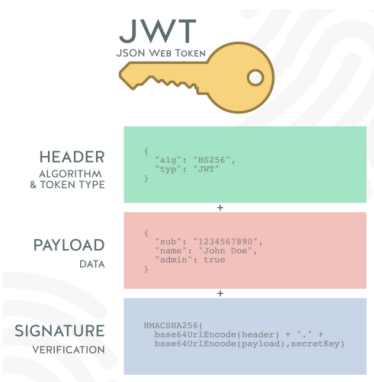 JWT
JSON WEB TOKEN
HEADER
ALGORITHM
& TOKEN TYPE
{
"alg": "HS256",
"typ": "JWT"
}
+
PAYLOAD
DATA
{
"sub": "1234567890",
"name": "John Doe",
"admin": true
}
+
SIGNATURE
VERIFICATION
HMACSHA256(
base64UrlEncode(header) + "." +
base64UrlEncode(payload),secretKey)